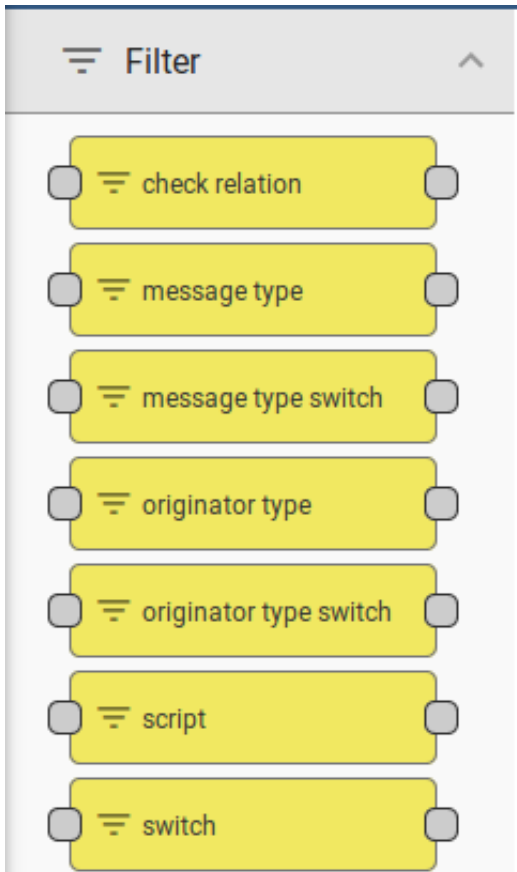 Filter
check relation
message type
message type switch
originator type
originator type switch
script
switch